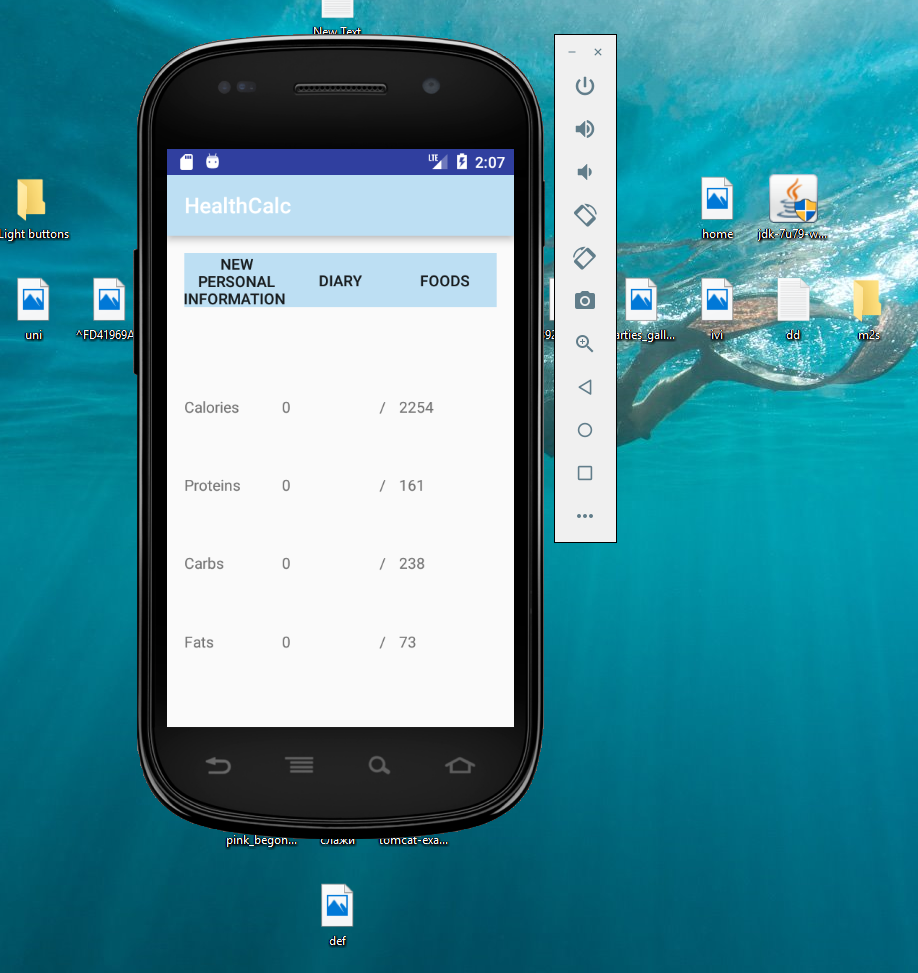 New Text
LTE 2:07
HealthCalc
NEW
PERSONAL
INFORMATION
DIARY
FOODS
Calories 0 / 2254
Proteins 0 / 161
Carbs 0 / 238
Fats 0 / 73
Light buttons
home
jdk-7u79-w...
uni
^FD41969A
92
arties_gall...
ivi
dd
m2s
pink_begon...
слажи
tomcat-exa...
def